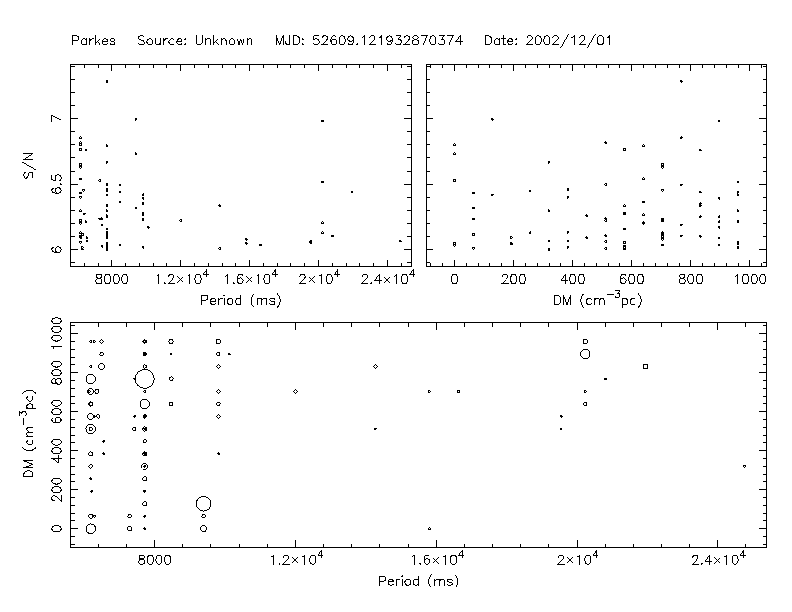 Parkes Source: Unknown MJD: 52609.121932870374 Date: 2002/12/01
S/N
7
6.5
6
8000 1.2×10⁴ 1.6×10⁴ 2×10⁴ 2.4×10⁴
Period (ms)
0 200 400 600 800 1000
DM (cm⁻³pc)
DM (cm⁻³pc)
1000
800
600
400
200
0
8000 1.2×10⁴ 1.6×10⁴ 2×10⁴ 2.4×10⁴
Period (ms)